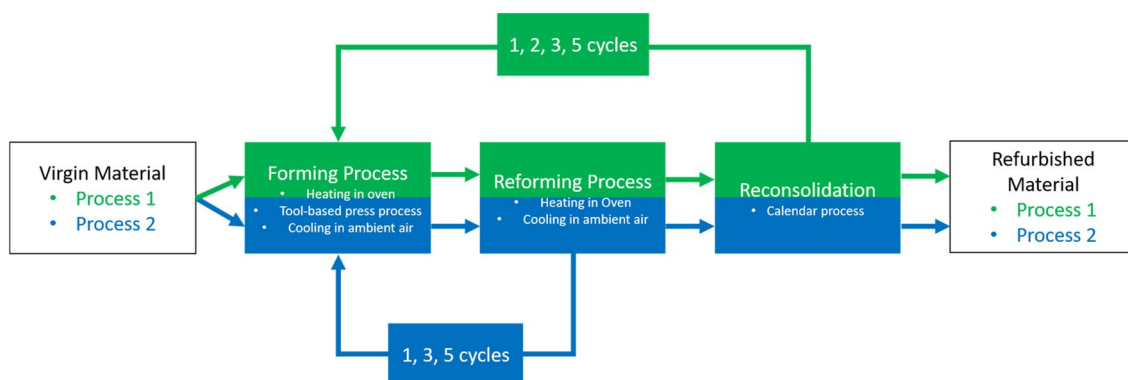 1, 2, 3, 5 cycles
Virgin Material
• Process 1
• Process 2
Forming Process
• Heating in oven
• Tool-based press process
• Cooling in ambient air
Reforming Process
• Heating in Oven
• Cooling in ambient air
Reconsolidation
• Calendar process
Refurbished
Material
• Process 1
• Process 2
1, 3, 5 cycles